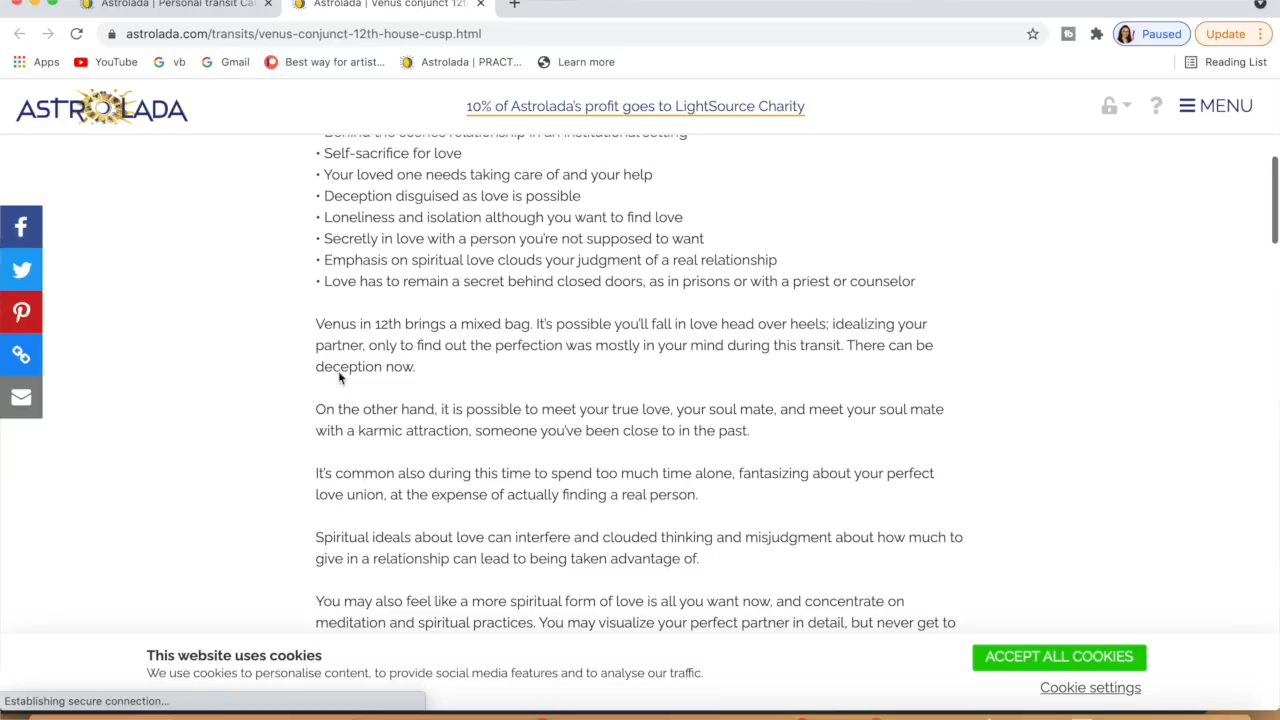 Astrolada | Personal transit Ca
Astrolada | Venus conjunct 12th
astrolada.com/transits/venus-conjunct-12th-house-cusp.html
Paused
Update
Apps
YouTube
vb
Gmail
Best way for artist...
Astrolada | PRACT...
Learn more
Reading List
ASTROLADA
10% of Astrolada's profit goes to LightSource Charity
? MENU
• Behind the scenes relationship in an institutional setting
• Self-sacrifice for love
• Your loved one needs taking care of and your help
• Deception disguised as love is possible
• Loneliness and isolation although you want to find love
• Secretly in love with a person you're not supposed to want
• Emphasis on spiritual love clouds your judgment of a real relationship
• Love has to remain a secret behind closed doors, as in prisons or with a priest or counselor
Venus in 12th brings a mixed bag. It's possible you'll fall in love head over heels; idealizing your
partner, only to find out the perfection was mostly in your mind during this transit. There can be
deception now.
On the other hand, it is possible to meet your true love, your soul mate, and meet your soul mate
with a karmic attraction, someone you've been close to in the past.
It's common also during this time to spend too much time alone, fantasizing about your perfect
love union, at the expense of actually finding a real person.
Spiritual ideals about love can interfere and clouded thinking and misjudgment about how much to
give in a relationship can lead to being taken advantage of.
You may also feel like a more spiritual form of love is all you want now, and concentrate on
meditation and spiritual practices. You may visualize your perfect partner in detail, but never get to
This website uses cookies
We use cookies to personalise content, to provide social media features and to analyse our traffic.
ACCEPT ALL COOKIES
Cookie settings
Establishing secure connection...